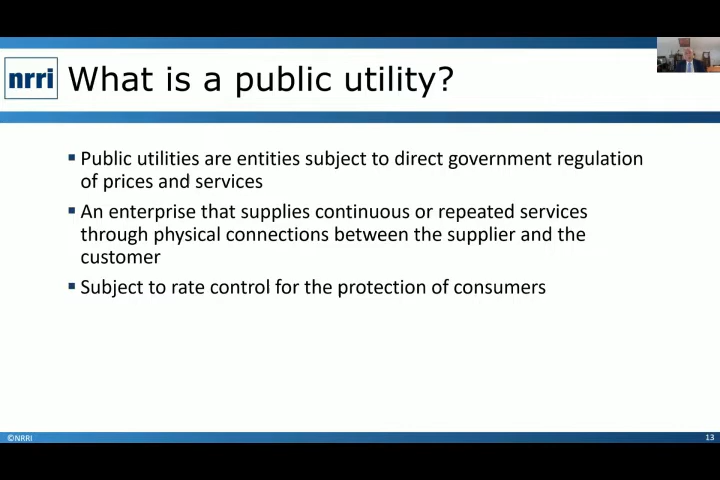 nrri What is a public utility?
▪ Public utilities are entities subject to direct government regulation
of prices and services
▪ An enterprise that supplies continuous or repeated services
through physical connections between the supplier and the
customer
▪ Subject to rate control for the protection of consumers
©NRRI 13